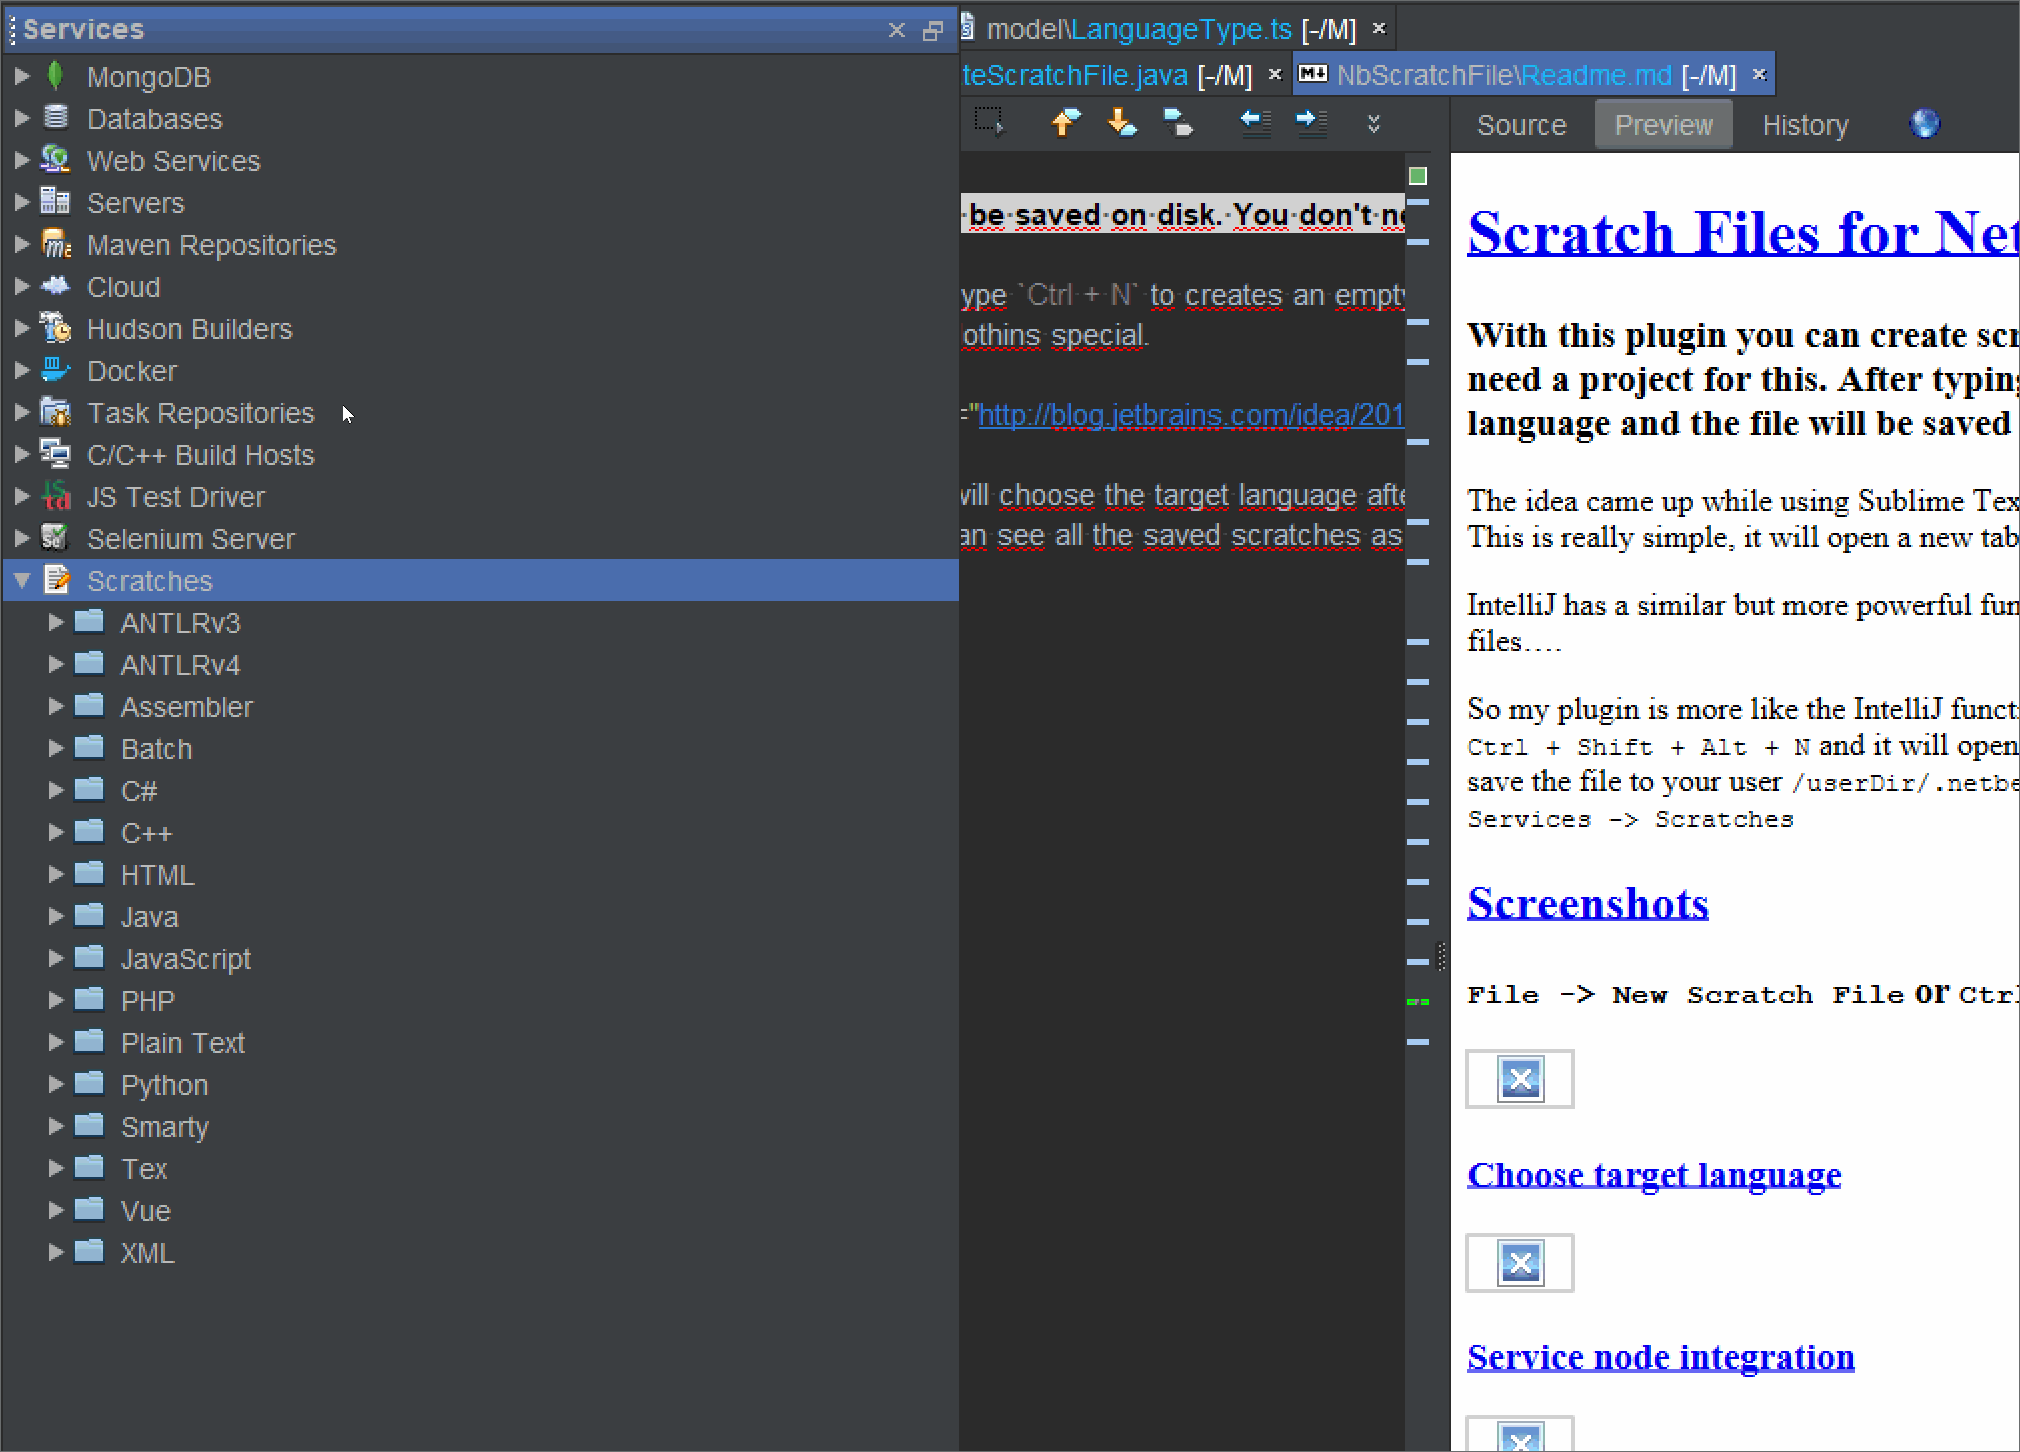 Services
MongoDB
Databases
Web Services
Servers
Maven Repositories
Cloud
Hudson Builders
Docker
Task Repositories
C/C++ Build Hosts
JS Test Driver
Selenium Server
Scratches
ANTLRv3
ANTLRv4
Assembler
Batch
C#
C++
HTML
Java
JavaScript
PHP
Plain Text
Python
Smarty
Tex
Vue
XML
model\LanguageType.ts [-/M]
teScratchFile.java [-/M]
NbScratchFile\Readme.md [-/M]
be saved on disk. You don't ne
ype `Ctrl + N` to creates an empty
othins special.
="http://blog.jetbrains.com/idea/201
will choose the target language afte
an see all the saved scratches as
Source Preview History
Scratch Files for Net
With this plugin you can create scr
need a project for this. After typing
language and the file will be saved
The idea came up while using Sublime Tex
This is really simple, it will open a new tab
IntelliJ has a similar but more powerful fun
files….
So my plugin is more like the IntelliJ functi
Ctrl + Shift + Alt + N and it will open
save the file to your user /userDir/.netbe
Services -> Scratches
Screenshots
File -> New Scratch File or Ctrl
Choose target language
Service node integration